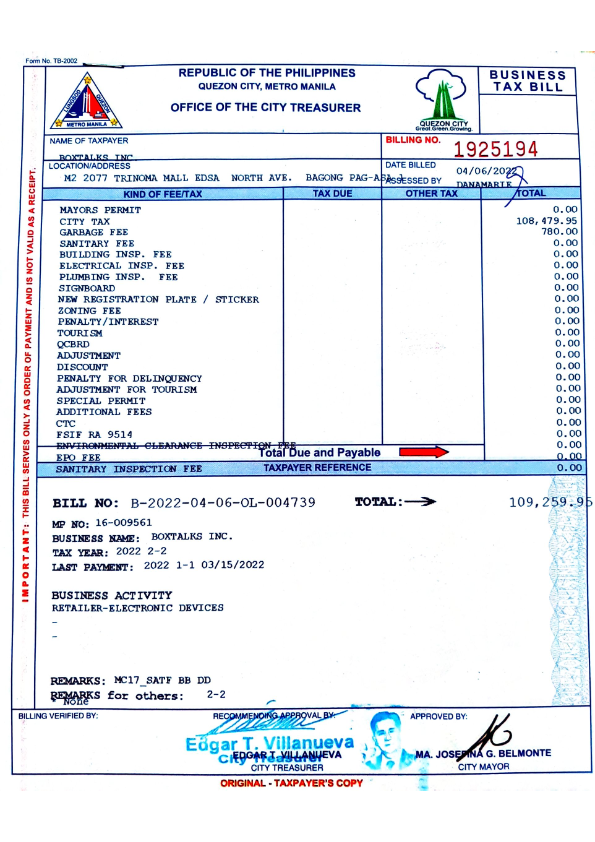 Form No. TB-2002
REPUBLIC OF THE PHILIPPINES
QUEZON CITY, METRO MANILA
OFFICE OF THE CITY TREASURER
LUNGSOD QUEZON
METRO MANILA
QUEZON CITY
Great.Green.Growing.
BUSINESS
TAX BILL
NAME OF TAXPAYER
BOXTALKS INC.
BILLING NO. 1925194
LOCATION/ADDRESS
M2 2077 TRINOMA MALL EDSA NORTH AVE. BAGONG PAG-ASA
DATE BILLED 04/06/2022
ASSESSED BY DANAMARIE
KIND OF FEE/TAX TAX DUE OTHER TAX TOTAL
MAYORS PERMIT 0.00
CITY TAX 108,479.95
GARBAGE FEE 780.00
SANITARY FEE 0.00
BUILDING INSP. FEE 0.00
ELECTRICAL INSP. FEE 0.00
PLUMBING INSP. FEE 0.00
SIGNBOARD 0.00
NEW REGISTRATION PLATE / STICKER 0.00
ZONING FEE 0.00
PENALTY/INTEREST 0.00
TOURISM 0.00
QCBRD 0.00
ADJUSTMENT 0.00
DISCOUNT 0.00
PENALTY FOR DELINQUENCY 0.00
ADJUSTMENT FOR TOURISM 0.00
SPECIAL PERMIT 0.00
ADDITIONAL FEES 0.00
CTC 0.00
FSIF RA 9514 0.00
ENVIRONMENTAL CLEARANCE INSPECTION FEE 0.00
Total Due and Payable
EPO FEE 0.00
SANITARY INSPECTION FEE 0.00
TAXPAYER REFERENCE
BILL NO: B-2022-04-06-OL-004739 TOTAL: 109,259.95
MP NO: 16-009561
BUSINESS NAME: BOXTALKS INC.
TAX YEAR: 2022 2-2
LAST PAYMENT: 2022 1-1 03/15/2022
BUSINESS ACTIVITY
RETAILER-ELECTRONIC DEVICES
–
–
REMARKS: MC17_SATF BB DD
REMARKS for others: 2-2
* None
IMPORTANT: THIS BILL SERVES ONLY AS ORDER OF PAYMENT AND IS NOT VALID AS A RECEIPT.
BILLING VERIFIED BY:
RECOMMENDING APPROVAL BY:
Edgar T. Villanueva
City Treasurer
EDGAR T. VILLANUEVA
CITY TREASURER
APPROVED BY:
MA. JOSEFINA G. BELMONTE
CITY MAYOR
ORIGINAL - TAXPAYER'S COPY